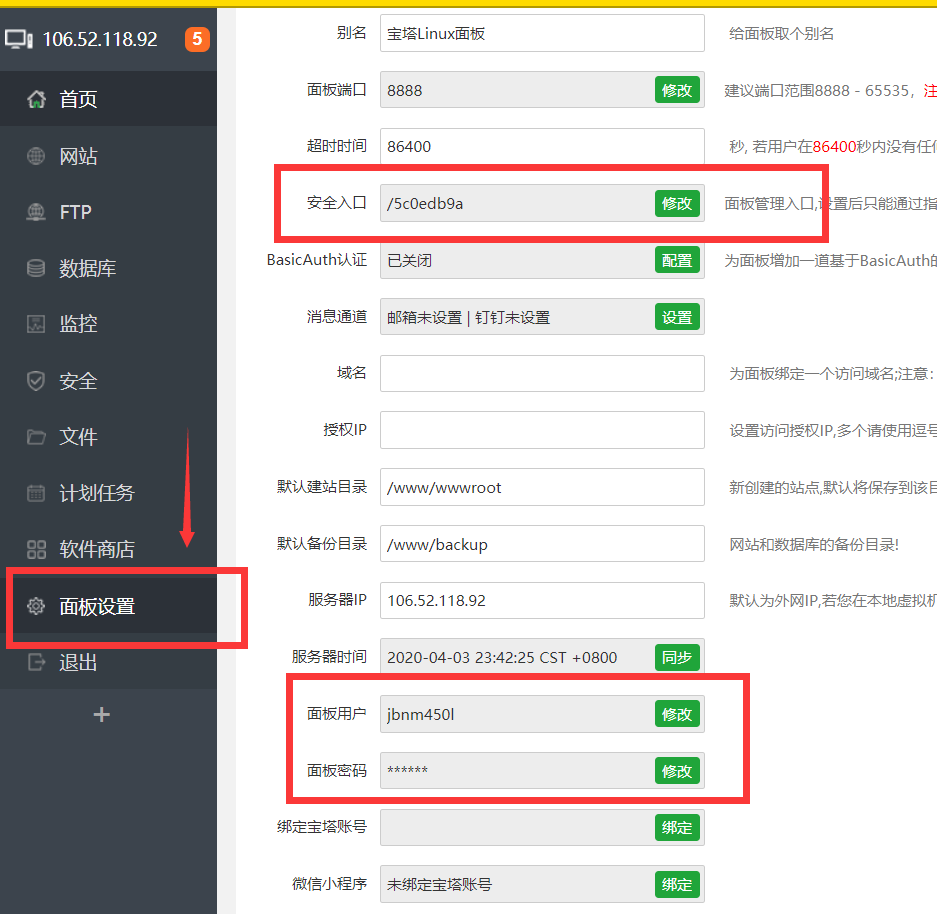 106.52.118.92 5
首页
网站
FTP
数据库
监控
安全
文件
计划任务
软件商店
面板设置
退出
别名 宝塔Linux面板 给面板取个别名
面板端口 8888 修改 建议端口范围8888 - 65535，注
超时时间 86400 秒, 若用户在86400秒内没有任何
安全入口 /5c0edb9a 修改 面板管理入口,设置后只能通过指
BasicAuth认证 已关闭 配置 为面板增加一道基于BasicAuth的
消息通道 邮箱未设置 | 钉钉未设置 设置
域名 为面板绑定一个访问域名;注意：
授权IP 设置访问授权IP,多个请使用逗号
默认建站目录 /www/wwwroot 新创建的站点,默认将保存到该目
默认备份目录 /www/backup 网站和数据库的备份目录!
服务器IP 106.52.118.92 默认为外网IP,若您在本地虚拟机
服务器时间 2020-04-03 23:42:25 CST +0800 同步
面板用户 jbnm450l 修改
面板密码 ****** 修改
绑定宝塔账号 绑定
微信小程序 未绑定宝塔账号 绑定